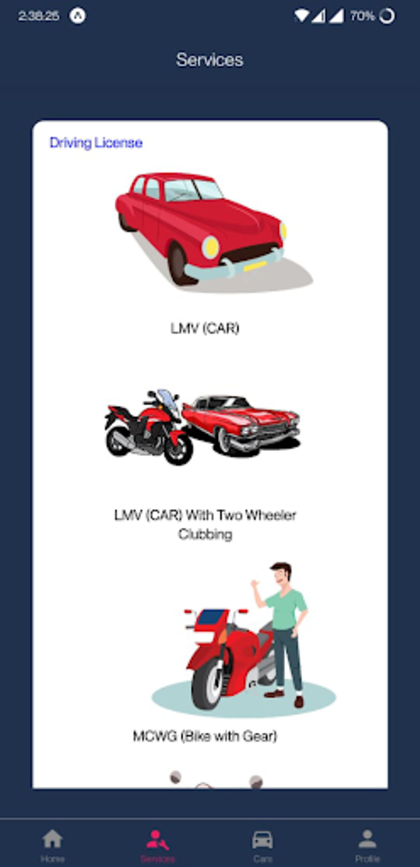 2:38:25
70%
Services
Driving License
LMV (CAR)
LMV (CAR) With Two Wheeler
Clubbing
MCWG (Bike with Gear)
Home
Services
Cars
Profile